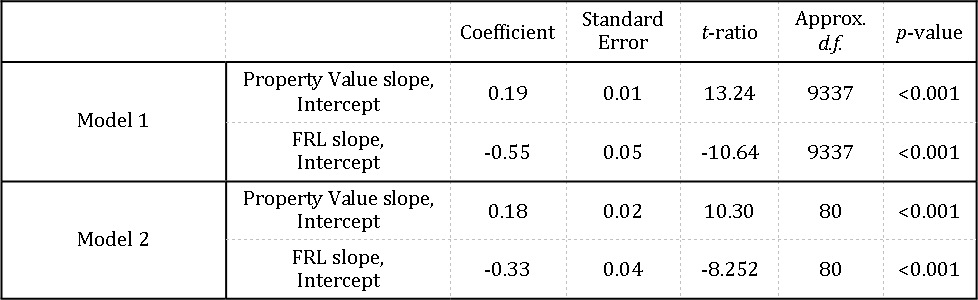 Coefficient Standard Error t-ratio Approx. d.f. p-value
Model 1
Property Value slope, Intercept 0.19 0.01 13.24 9337 <0.001
FRL slope, Intercept -0.55 0.05 -10.64 9337 <0.001
Model 2
Property Value slope, Intercept 0.18 0.02 10.30 80 <0.001
FRL slope, Intercept -0.33 0.04 -8.252 80 <0.001